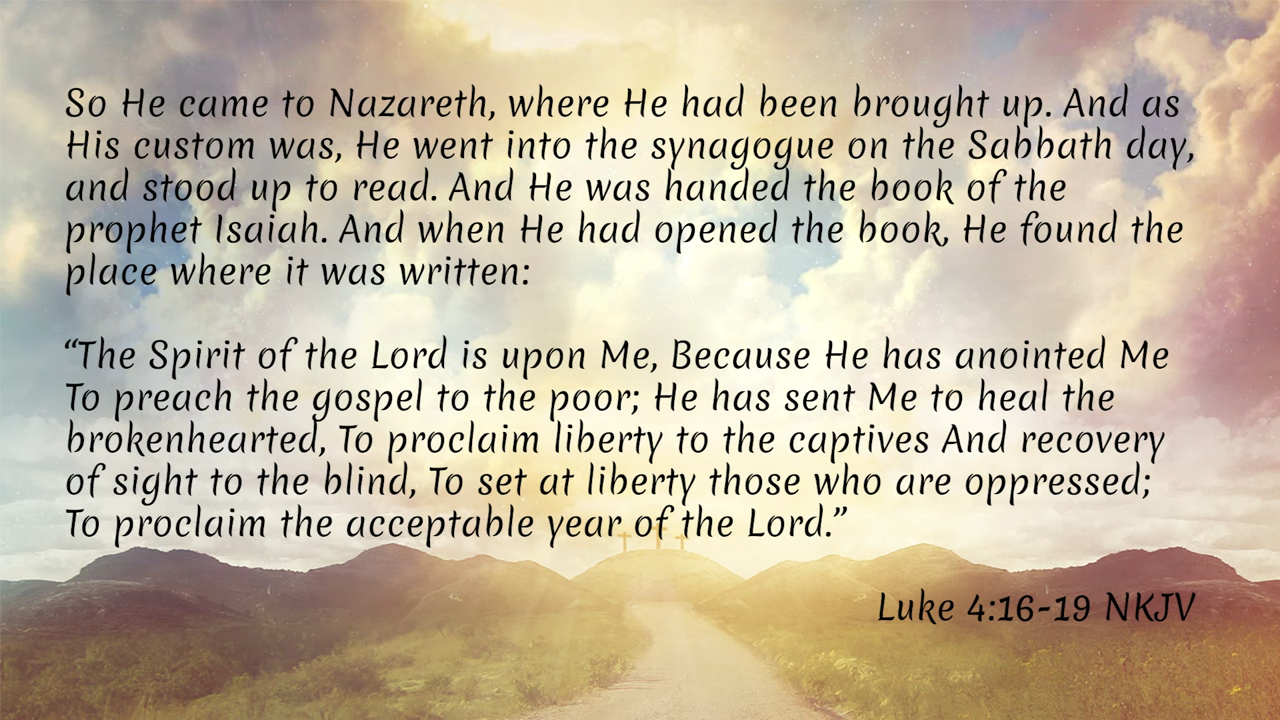 So He came to Nazareth, where He had been brought up. And as
His custom was, He went into the synagogue on the Sabbath day,
and stood up to read. And He was handed the book of the
prophet Isaiah. And when He had opened the book, He found the
place where it was written:
“The Spirit of the Lord is upon Me, Because He has anointed Me
To preach the gospel to the poor; He has sent Me to heal the
brokenhearted, To proclaim liberty to the captives And recovery
of sight to the blind, To set at liberty those who are oppressed;
To proclaim the acceptable year of the Lord.”
Luke 4:16-19 NKJV